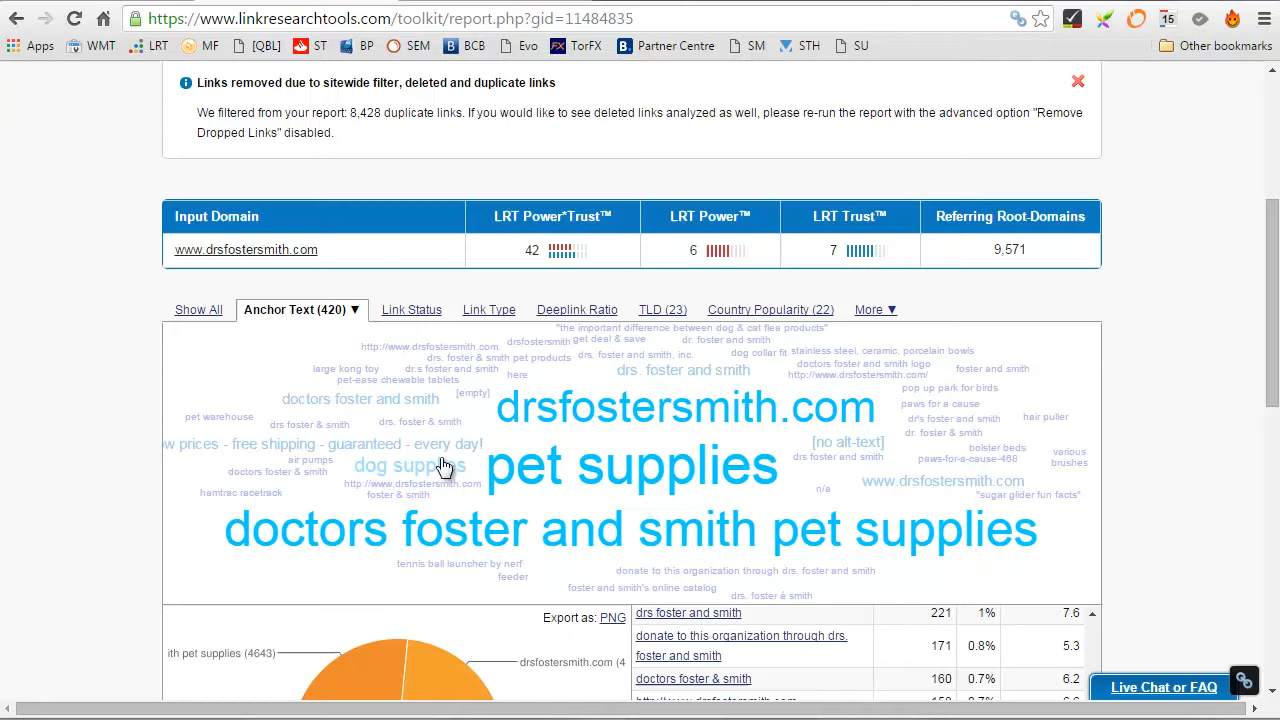 https://www.linkresearchtools.com/toolkit/report.php?gid=11484835
15
Apps WMT LRT MF [QBL] ST BP SEM BCB Evo TorFX Partner Centre SM STH SU Other bookmarks
Links removed due to sitewide filter, deleted and duplicate links
We filtered from your report: 8,428 duplicate links. If you would like to see deleted links analyzed as well, please re-run the report with the advanced option "Remove
Dropped Links" disabled.
Input Domain LRT Power*Trust™ LRT Power™ LRT Trust™ Referring Root-Domains
www.drsfostersmith.com 42 6 7 9,571
Show All Anchor Text (420) ▼ Link Status Link Type Deeplink Ratio TLD (23) Country Popularity (22) More ▼
"the important difference between dog & cat flea products"
http://www.drsfostersmith.com. drsfostersmith get deal & save dr. foster and smith
drs. foster & smith pet products drs. foster and smith, inc. dog collar fit stainless steel, ceramic, porcelain bowls
large kong toy dr.s foster and smith drs. foster and smith doctors foster and smith logo foster and smith
pet-ease chewable tablets here http://www.drsfostersmith.com/
doctors foster and smith [empty] drsfostersmith.com pop up park for birds
paws for a cause
pet warehouse drs foster & smith drs. foster & smith dr's foster and smith hair puller
dr. foster & smith
w prices - free shipping - guaranteed - every day! [no alt-text] bolster beds various
air pumps dog supplies pet supplies drs foster and smith paws-for-a-cause-468 brushes
doctors foster & smith
http://www.drsfostersmith.com www.drsfostersmith.com
hamtrac racetrack foster & smith n/a "sugar glider fun facts"
doctors foster and smith pet supplies
tennis ball launcher by nerf donate to this organization through drs. foster and smith
feeder
foster and smith's online catalog
drs. foster á smith
Export as: PNG
drs foster and smith 221 1% 7.6
ith pet supplies (4643) drsfostersmith.com (4
donate to this organization through drs. 171 0.8% 5.3
foster and smith
doctors foster & smith 160 0.7% 6.2
Live Chat or FAQ